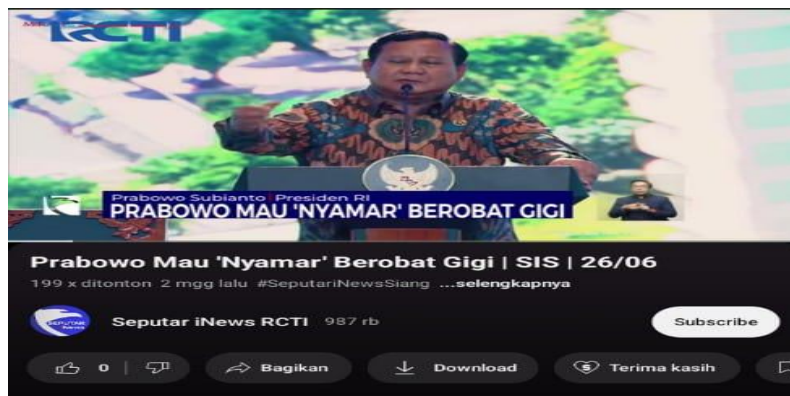 RCTI
Prabowo Subianto Presiden RI
PRABOWO MAU 'NYAMAR' BEROBAT GIGI
Prabowo Mau 'Nyamar' Berobat Gigi | SIS | 26/06
199 x ditonton 2 mgg lalu #SeputariNewsSiang ...selengkapnya
Seputar iNews RCTI 987 rb
Subscribe
0 Bagikan Download Terima kasih